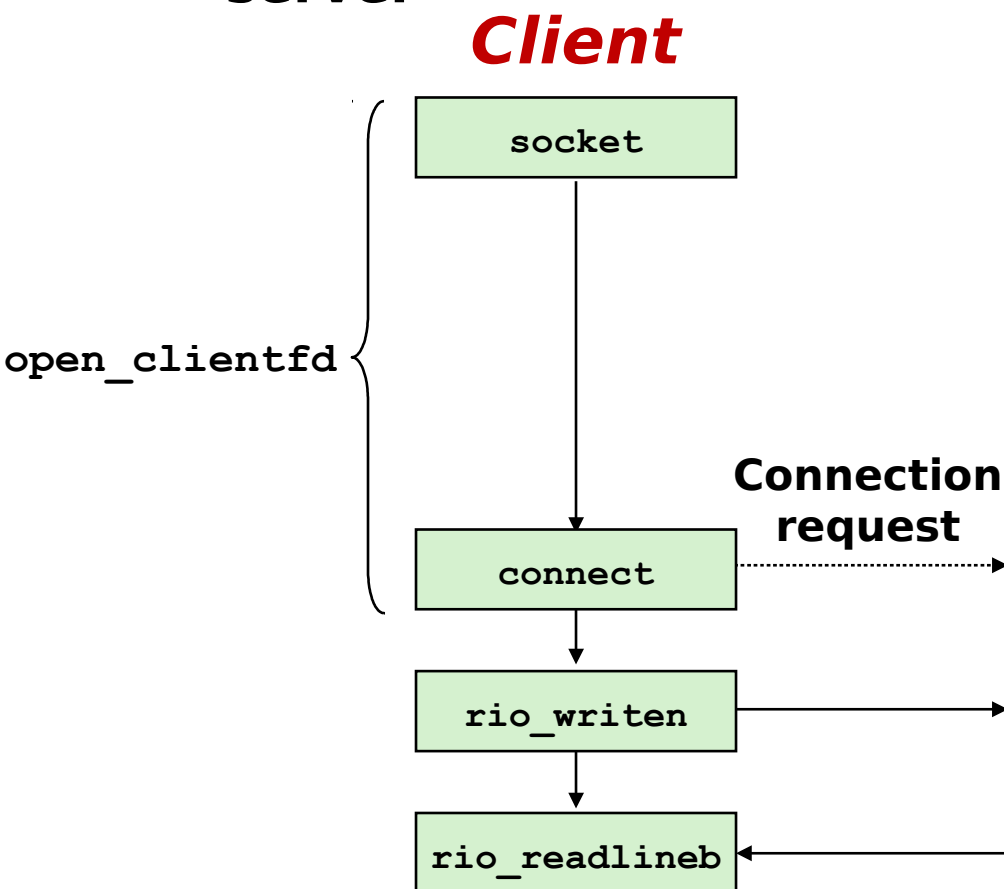 Client
socket
open_clientfd
Connection
request
connect
rio_writen
rio_readlineb